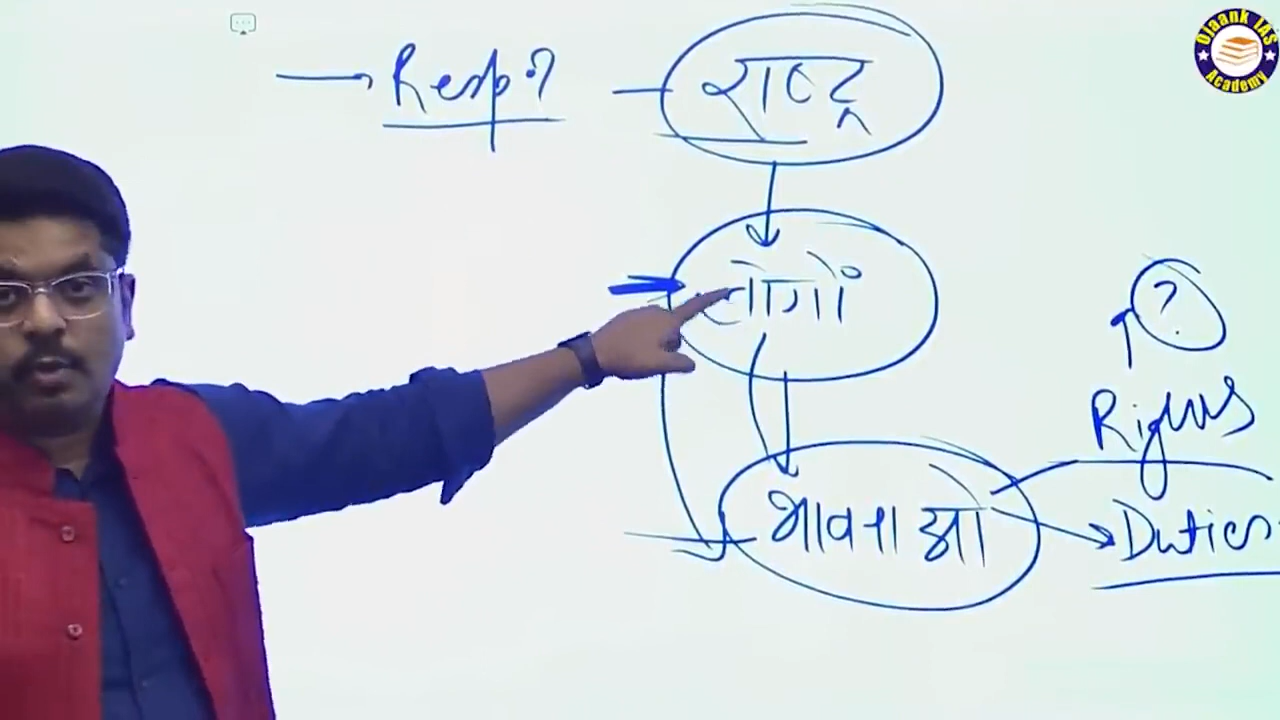 Ojaank IAS Academy
→ Resp. राष्ट्र
लोगों
?
Rights
भावनाओ
Duties